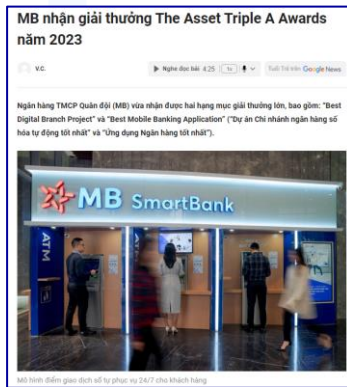 MB nhận giải thưởng The Asset Triple A Awards
năm 2023
V.C.
Nghe đọc bài 4:25 1x
Tuổi Trẻ trên Google News
Ngân hàng TMCP Quân đội (MB) vừa nhận được hai hạng mục giải thưởng lớn, bao gồm: “Best
Digital Branch Project” và “Best Mobile Banking Application” (“Dự án Chi nhánh ngân hàng số
hóa tự động tốt nhất” và “Ứng dụng Ngân hàng tốt nhất”).
MB SmartBank
ATM
ATM
Mô hình điểm giao dịch số tự phục vụ 24/7 cho khách hàng